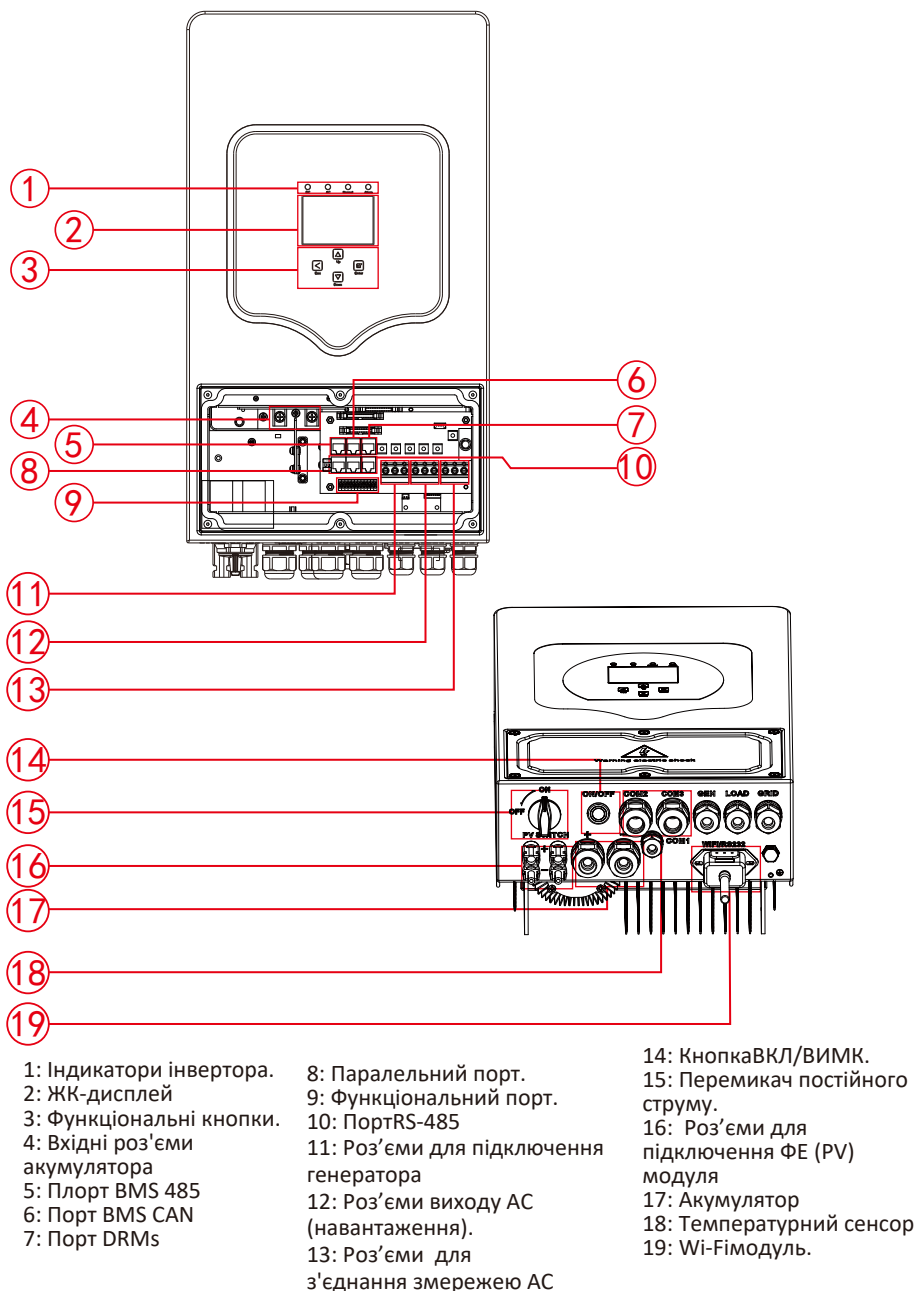 1
2
3
4
5
6
7
8
9
10
11
12
13
ON
OFF
PV SWITCH
ON/OFF
COM2
COM3
GEN
LOAD
GRID
COM1
WIFI/RS232
Warning electric shock
14
15
16
17
18
19
1: Індикатори інвертора.
2: ЖК-дисплей
3: Функціональні кнопки.
4: Вхідні роз'єми
акумулятора
5: Плорт BMS 485
6: Порт BMS CAN
7: Порт DRMs
8: Паралельний порт.
9: Функціональний порт.
10: ПортRS-485
11: Роз’єми для підключення
генератора
12: Роз’єми виходу АС
(навантаження).
13: Роз’єми для
з'єднання змережею АС
14: КнопкаВКЛ/ВИМК.
15: Перемикач постійного
струму.
16: Роз’єми для
підключення ФЕ (PV)
модуля
17: Акумулятор
18: Температурний сенсор
19: Wi-Fiмодуль.